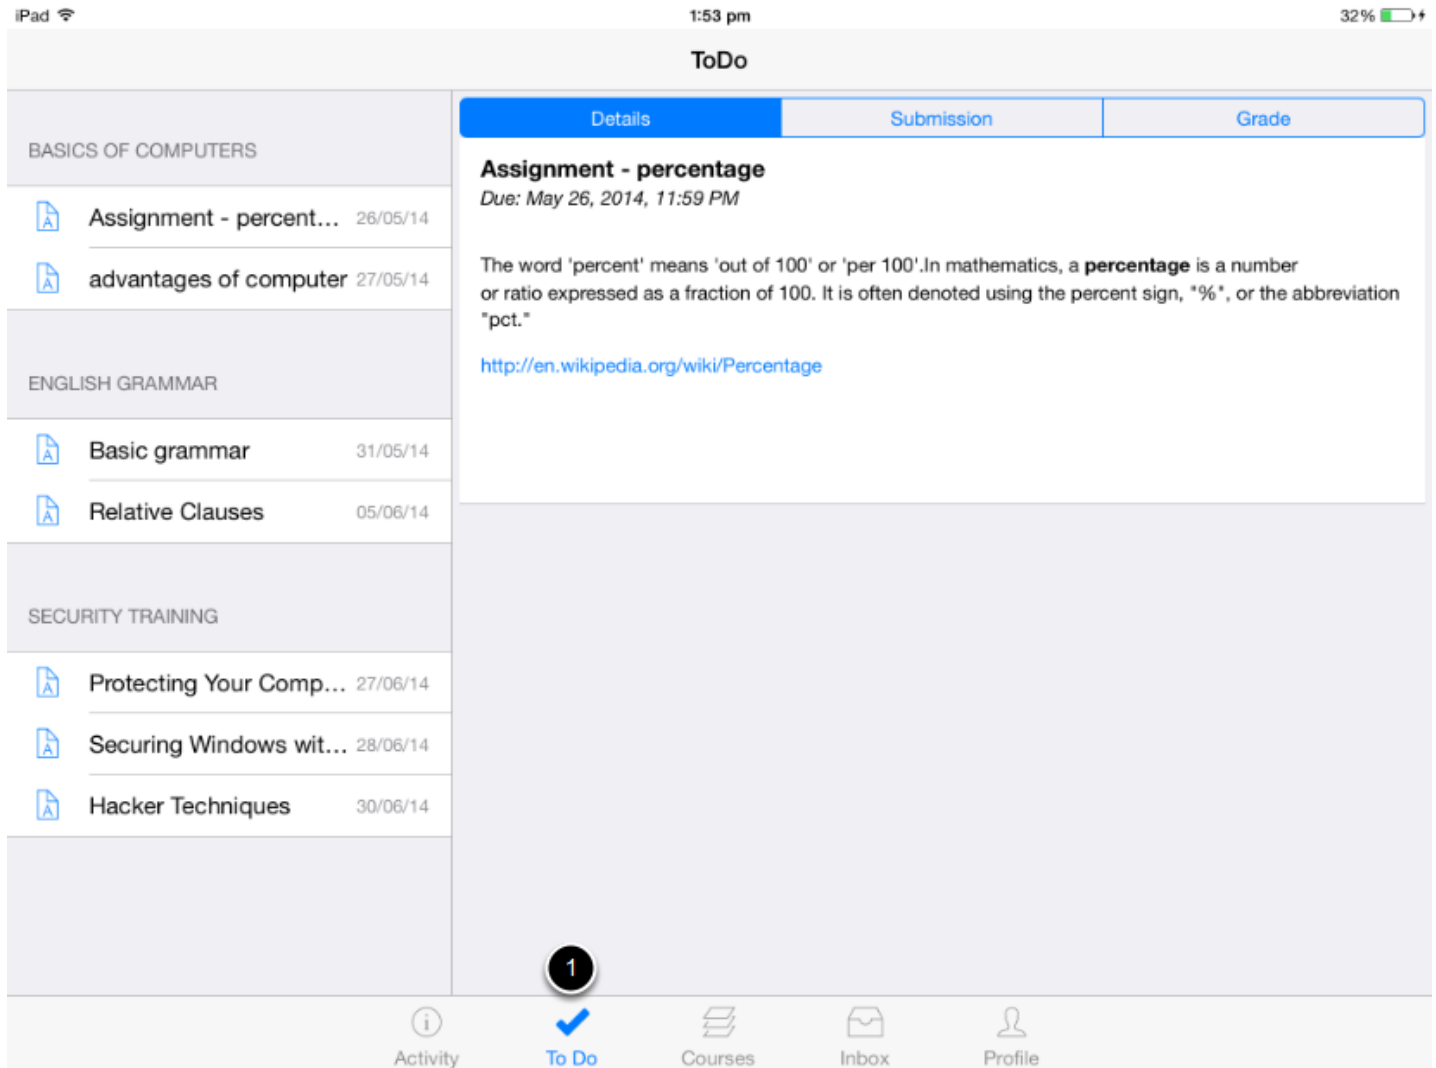 iPad
1:53 pm
32%
ToDo
BASICS OF COMPUTERS
Assignment - percent... 26/05/14
advantages of computer 27/05/14
ENGLISH GRAMMAR
Basic grammar 31/05/14
Relative Clauses 05/06/14
SECURITY TRAINING
Protecting Your Comp... 27/06/14
Securing Windows wit... 28/06/14
Hacker Techniques 30/06/14
Details Submission Grade
Assignment - percentage
Due: May 26, 2014, 11:59 PM
The word 'percent' means 'out of 100' or 'per 100'.In mathematics, a percentage is a number
or ratio expressed as a fraction of 100. It is often denoted using the percent sign, "%", or the abbreviation
"pct."
http://en.wikipedia.org/wiki/Percentage
1
Activity To Do Courses Inbox Profile